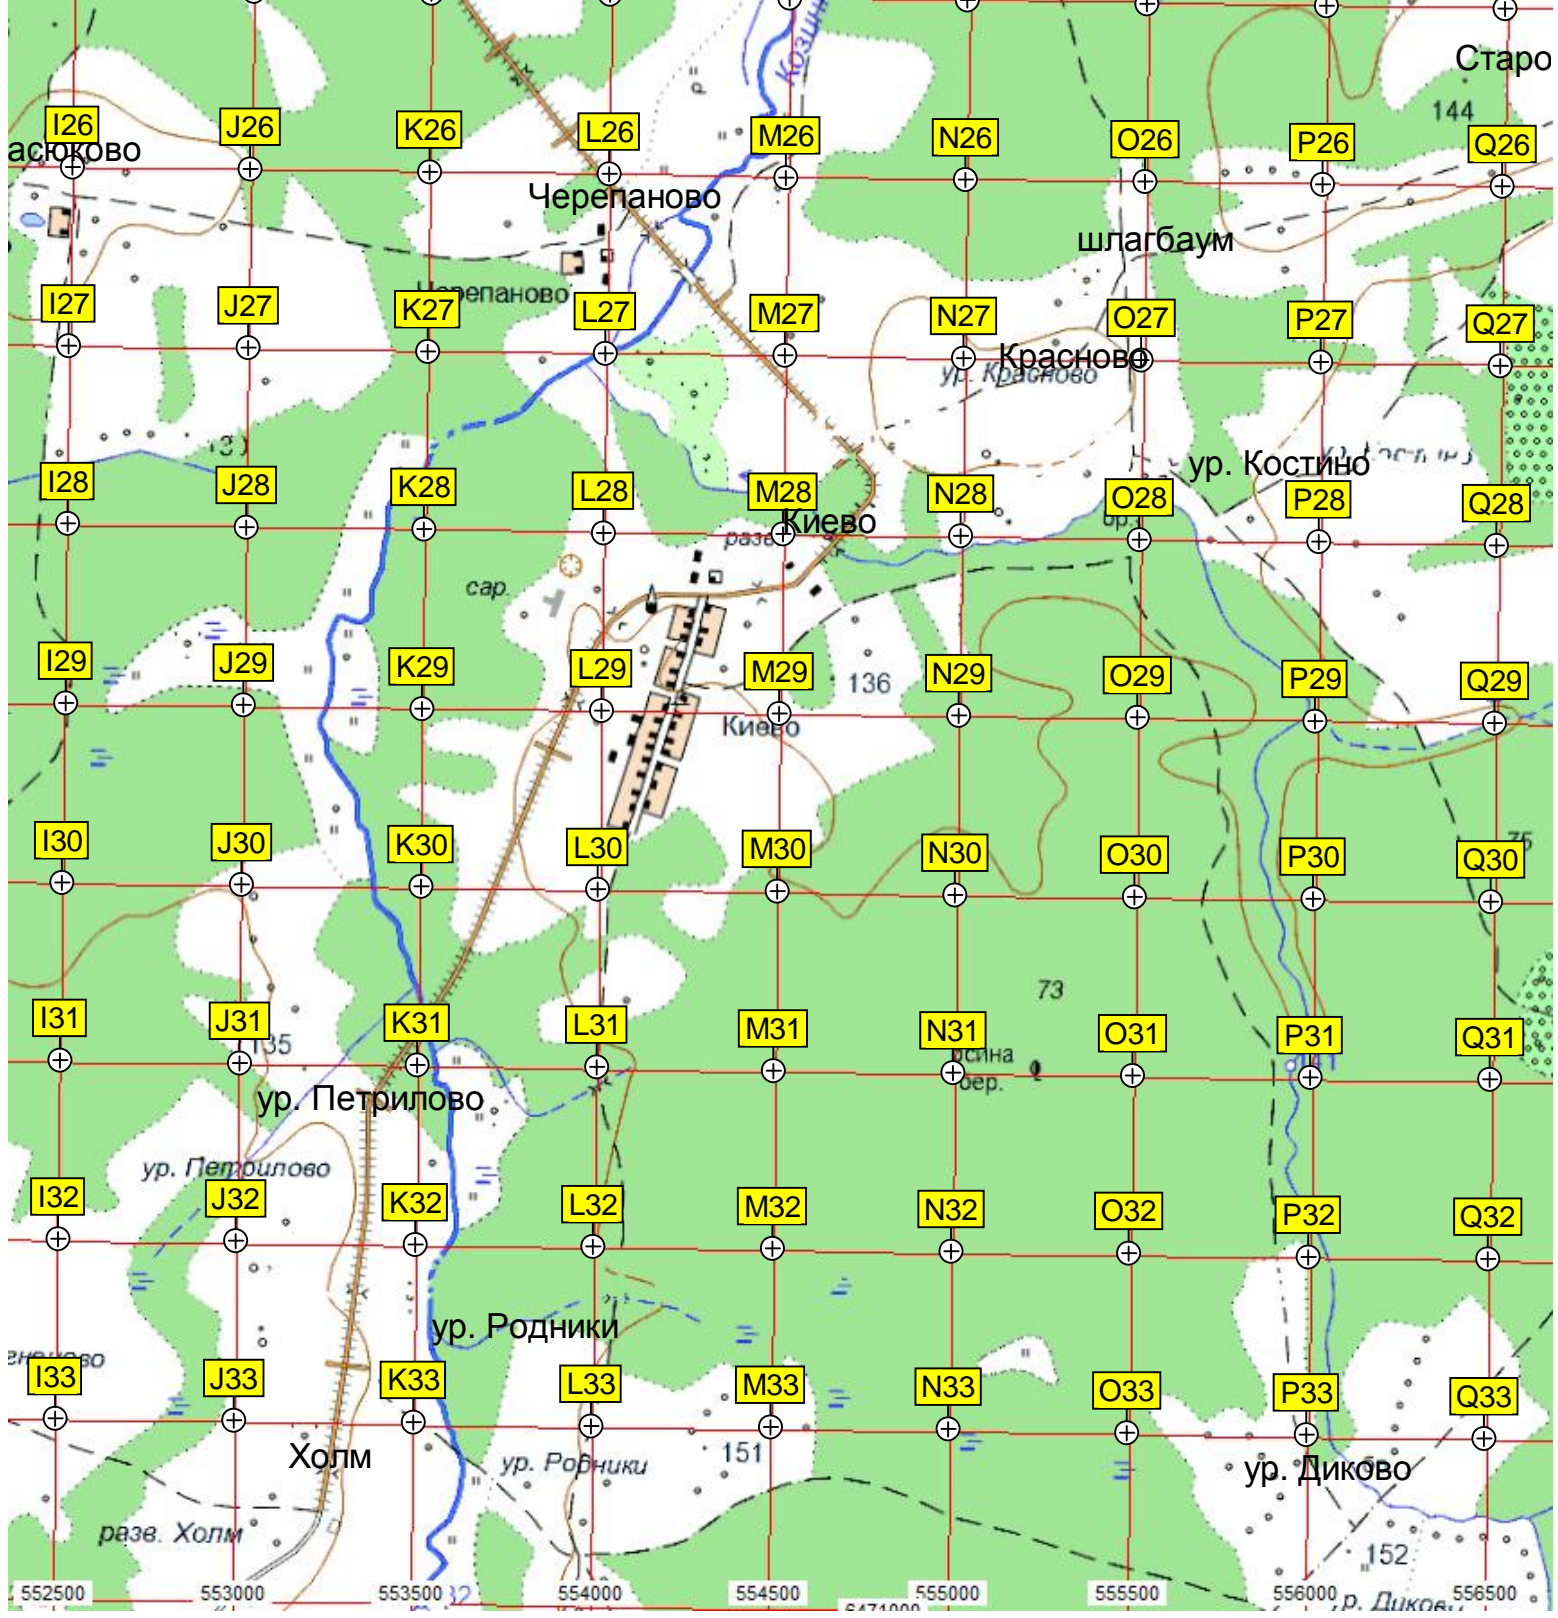 Старо
144
I26 J26 K26 L26 M26 N26 O26 P26 Q26
асюково
Черепаново
шлагбаум
Черепаново
I27 J27 K27 L27 M27 N27 O27 P27 Q27
Красново
ур. Красново
ур. Костино
I28 J28 K28 L28 M28 N28 O28 P28 Q28
Киево
разв
бр.
сар.
I29 J29 K29 L29 M29 N29 O29 P29 Q29
136
Киево
I30 J30 K30 L30 M30 N30 O30 P30 Q30
75
73
I31 J31 K31 L31 M31 N31 O31 P31 Q31
135
осина
бер.
ур. Петрилово
ур. Петрилово
I32 J32 K32 L32 M32 N32 O32 P32 Q32
ур. Родники
I33 J33 K33 L33 M33 N33 O33 P33 Q33
Холм
ур. Родники
151
ур. Диково
разв. Холм
152
552500 553000 553500 554000 554500 555000 555500 556000 556500
6471000